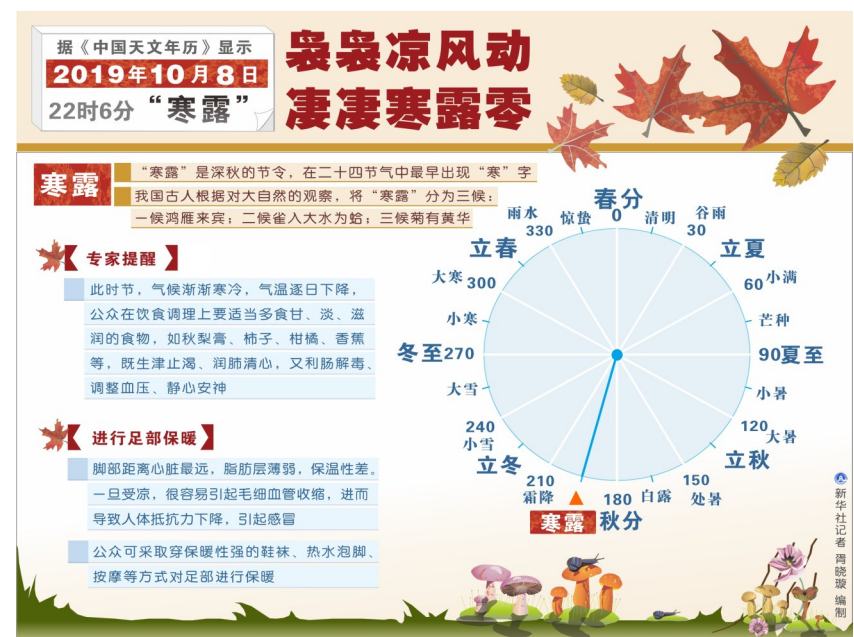 据《中国天文年历》显示
2019年10月8日
22时6分“寒露”
袅袅凉风动
凄凄寒露零
寒露
“寒露”是深秋的节令，在二十四节气中最早出现“寒”字
我国古人根据对大自然的观察，将“寒露”分为三候：
一候鸿雁来宾；二候雀入大水为蛤；三候菊有黄华
专家提醒
此时节，气候渐渐寒冷，气温逐日下降，
公众在饮食调理上要适当多食甘、淡、滋
润的食物，如秋梨膏、柿子、柑橘、香蕉
等，既生津止渴、润肺清心，又利肠解毒、
调整血压、静心安神
进行足部保暖
脚部距离心脏最远，脂肪层薄弱，保温性差。
一旦受凉，很容易引起毛细血管收缩，进而
导致人体抵抗力下降，引起感冒
公众可采取穿保暖性强的鞋袜、热水泡脚、
按摩等方式对足部进行保暖
春分
0
清明
谷雨
30
立夏
60
小满
芒种
90
夏至
小暑
120
大暑
立秋
150
处暑
白露
180
秋分
寒露
210
霜降
立冬
240
小雪
大雪
冬至
270
小寒
大寒
300
立春
330
雨水
惊蛰
新华社记者 胥晓璇 编制